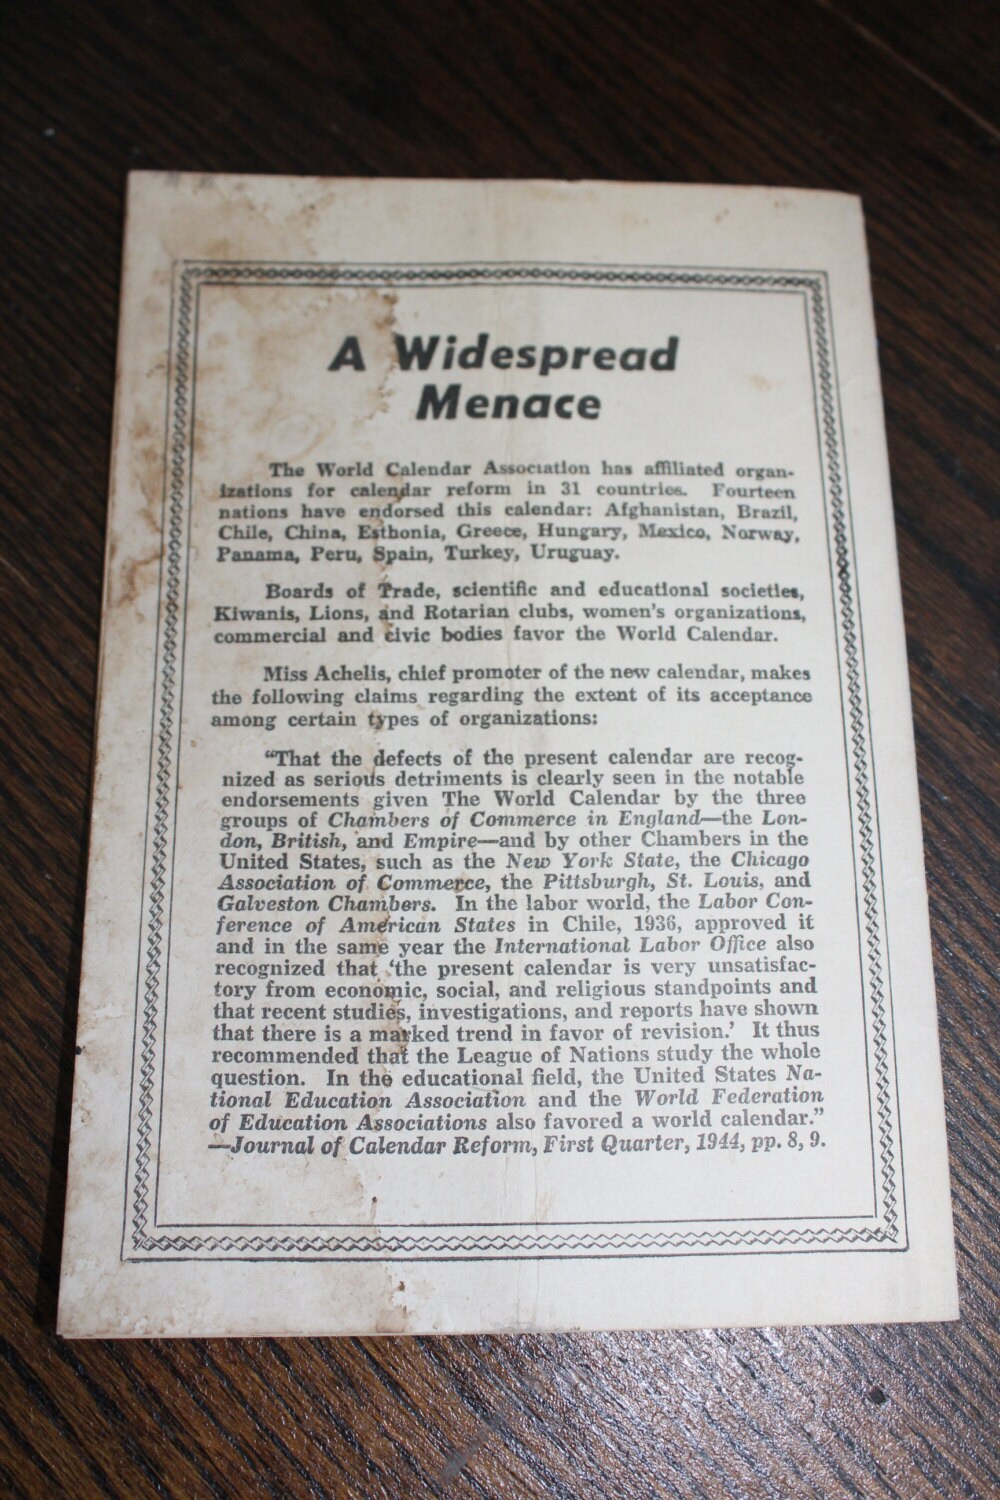 A Widespread
Menace
The World Calendar Association has affiliated organ-
izations for calendar reform in 31 countries. Fourteen
nations have endorsed this calendar: Afghanistan, Brazil,
Chile, China, Esthonia, Greece, Hungary, Mexico, Norway,
Panama, Peru, Spain, Turkey, Uruguay.
Boards of Trade, scientific and educational societies,
Kiwanis, Lions, and Rotarian clubs, women's organizations,
commercial and civic bodies favor the World Calendar.
Miss Achelis, chief promoter of the new calendar, makes
the following claims regarding the extent of its acceptance
among certain types of organizations:
"That the defects of the present calendar are recog-
nized as serious detriments is clearly seen in the notable
endorsements given The World Calendar by the three
groups of Chambers of Commerce in England—the Lon-
don, British, and Empire—and by other Chambers in the
United States, such as the New York State, the Chicago
Association of Commerce, the Pittsburgh, St. Louis, and
Galveston Chambers. In the labor world, the Labor Con-
ference of American States in Chile, 1936, approved it
and in the same year the International Labor Office also
recognized that 'the present calendar is very unsatisfac-
tory from economic, social, and religious standpoints and
that recent studies, investigations, and reports have shown
that there is a marked trend in favor of revision.' It thus
recommended that the League of Nations study the whole
question. In the educational field, the United States Na-
tional Education Association and the World Federation
of Education Associations also favored a world calendar."
—Journal of Calendar Reform, First Quarter, 1944, pp. 8, 9.